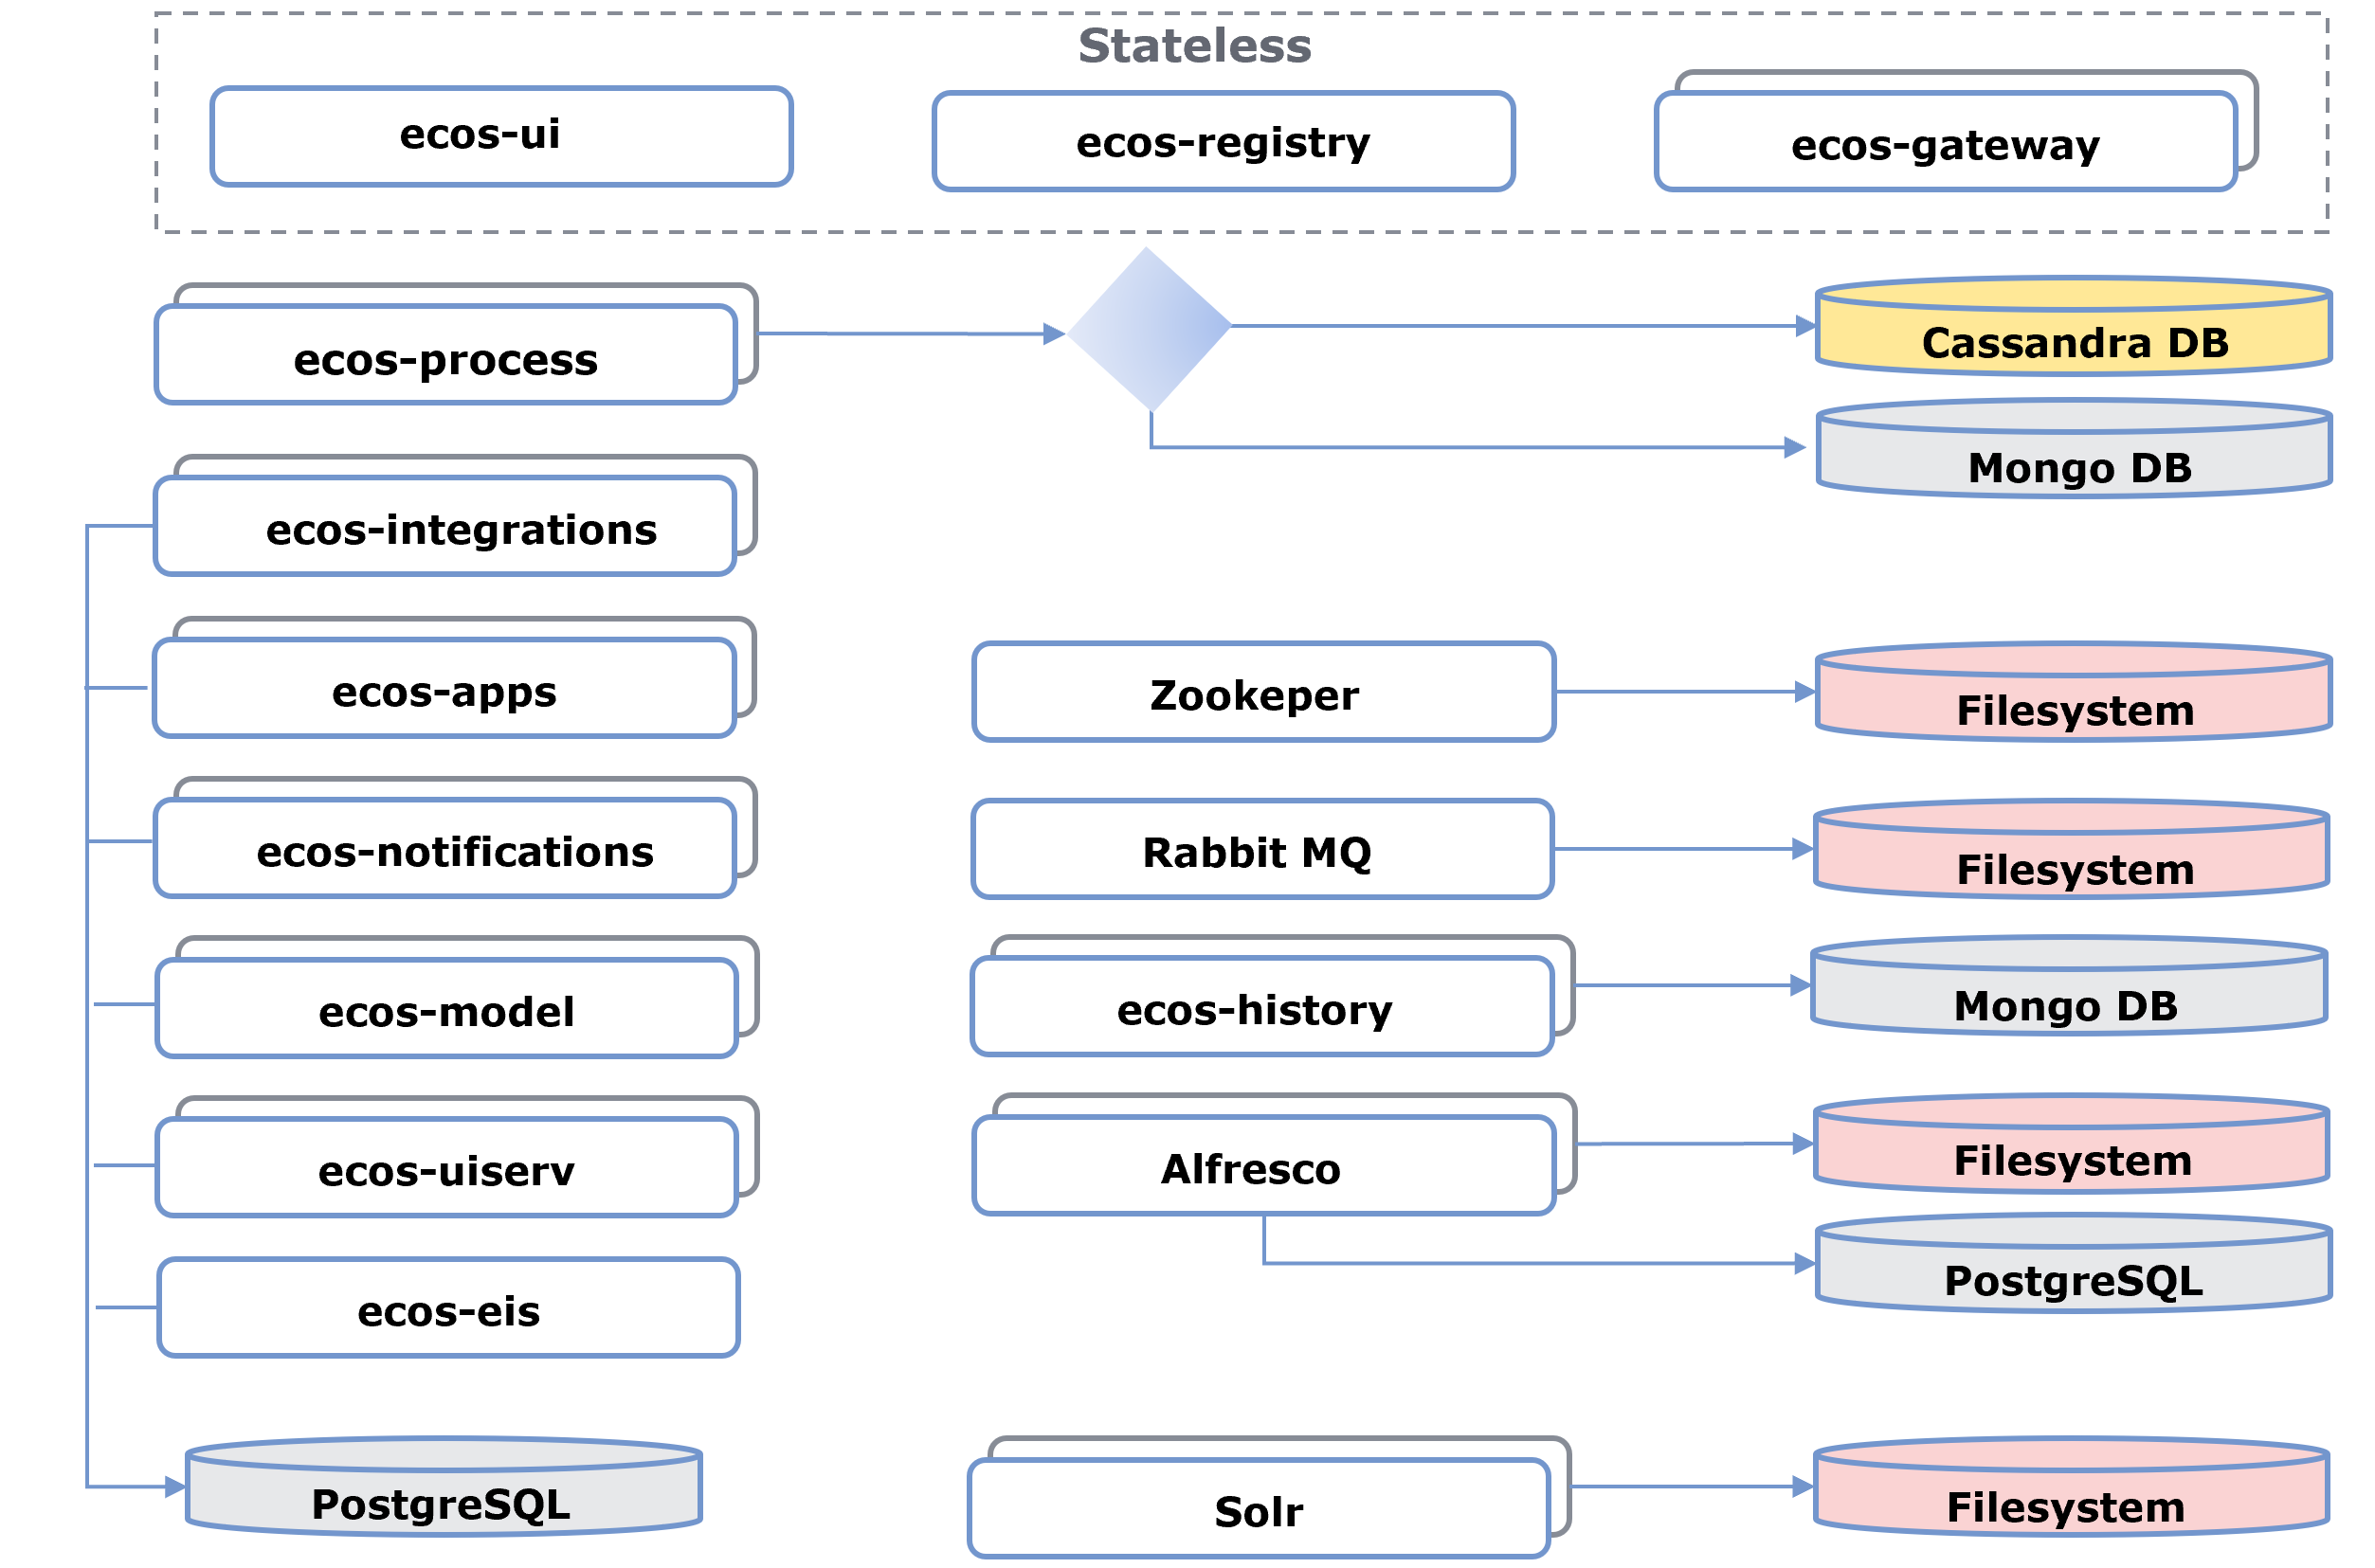 Stateless
ecos-ui
ecos-registry
ecos-gateway
ecos-process
Cassandra DB
Mongo DB
ecos-integrations
ecos-apps
Zookeper
Filesystem
ecos-notifications
Rabbit MQ
Filesystem
ecos-model
ecos-history
Mongo DB
ecos-uiserv
Alfresco
Filesystem
PostgreSQL
ecos-eis
PostgreSQL
Solr
Filesystem